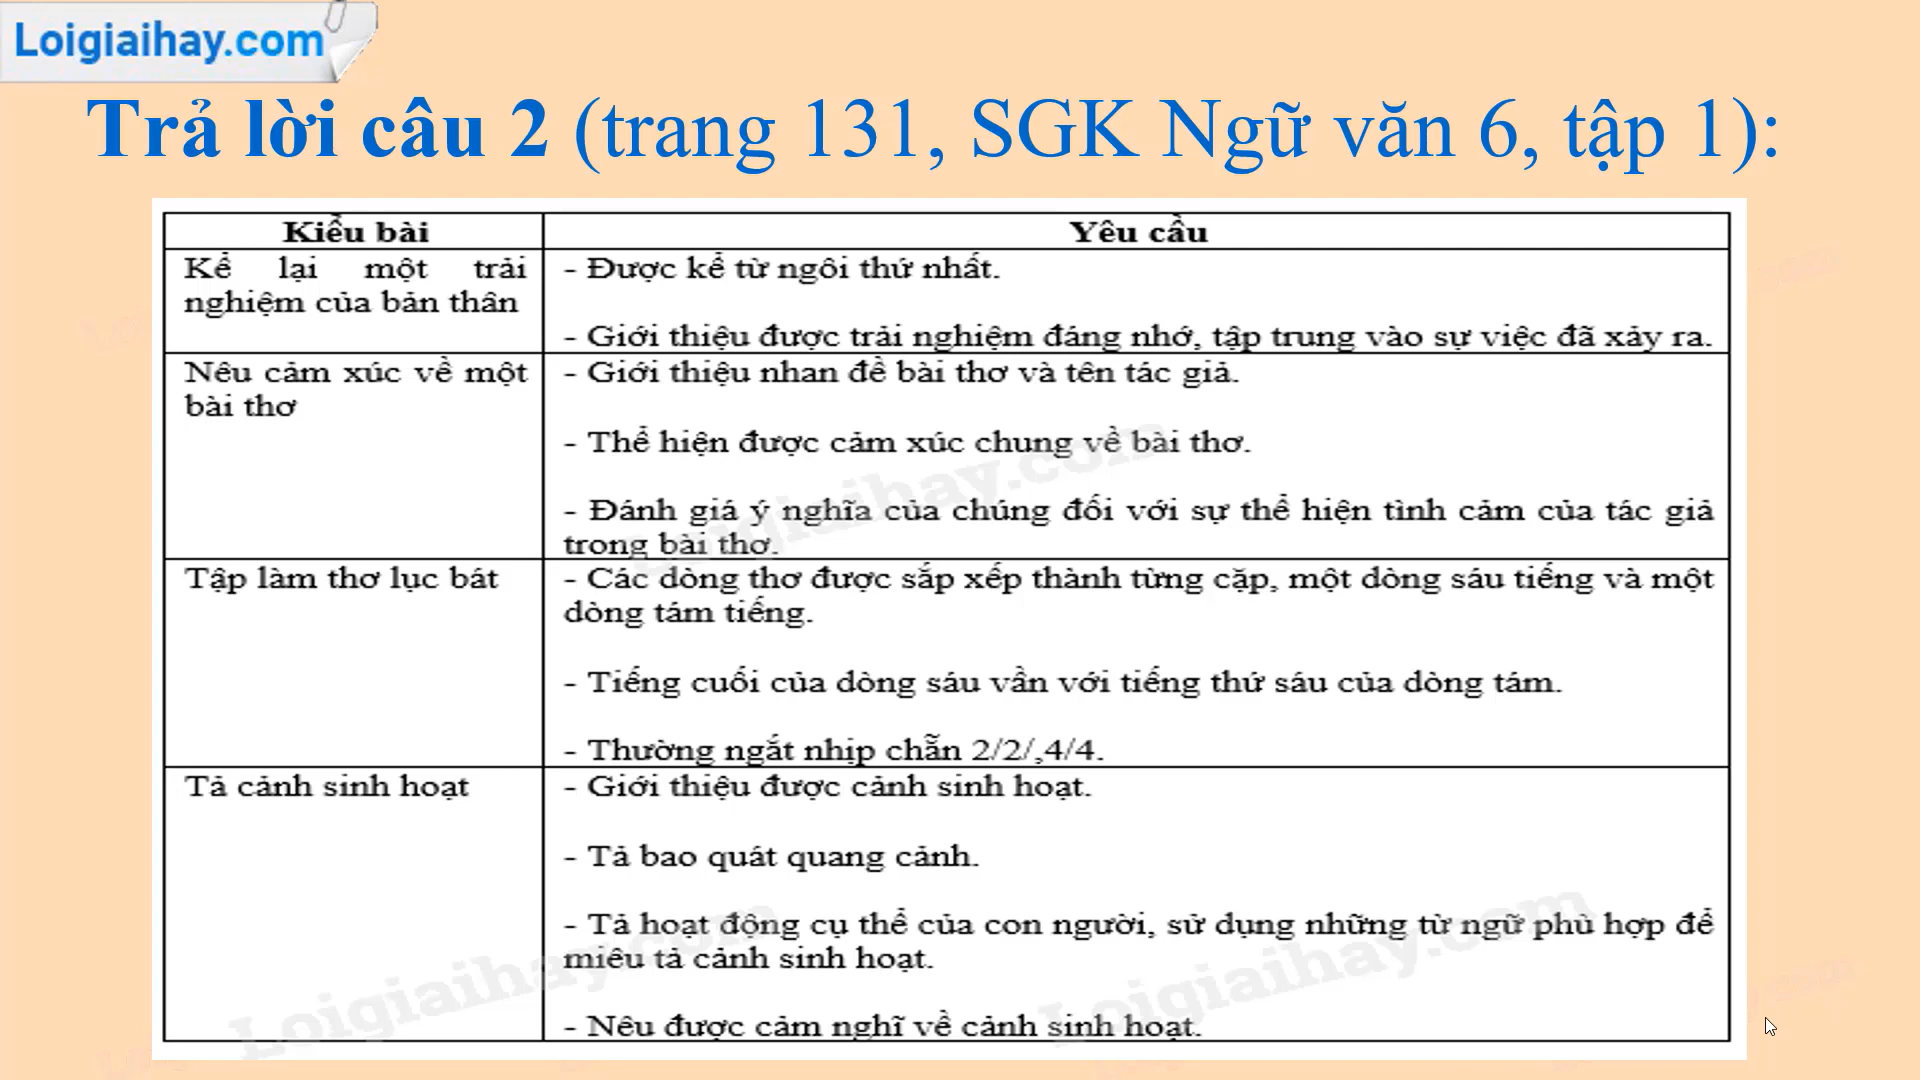 Loigiaihay.com
Trả lời câu 2 (trang 131, SGK Ngữ văn 6, tập 1):
Kiểu bài
Yêu cầu
Kể lại một trải
nghiệm của bản thân
- Được kể từ ngôi thứ nhất.
- Giới thiệu được trải nghiệm đáng nhớ, tập trung vào sự việc đã xảy ra.
Nêu cảm xúc về một
bài thơ
- Giới thiệu nhan đề bài thơ và tên tác giả.
- Thể hiện được cảm xúc chung về bài thơ.
- Đánh giá ý nghĩa của chúng đối với sự thể hiện tình cảm của tác giả
trong bài thơ.
Tập làm thơ lục bát
- Các dòng thơ được sắp xếp thành từng cặp, một dòng sáu tiếng và một
dòng tám tiếng.
- Tiếng cuối của dòng sáu vần với tiếng thứ sáu của dòng tám.
- Thường ngắt nhịp chẵn 2/2/,4/4.
Tả cảnh sinh hoạt
- Giới thiệu được cảnh sinh hoạt.
- Tả bao quát quang cảnh.
- Tả hoạt động cụ thể của con người, sử dụng những từ ngữ phù hợp để
miêu tả cảnh sinh hoạt.
- Nêu được cảm nghĩ về cảnh sinh hoạt.
Loigiaihay.com
Loigiaihay.com
Loigiaihay.com